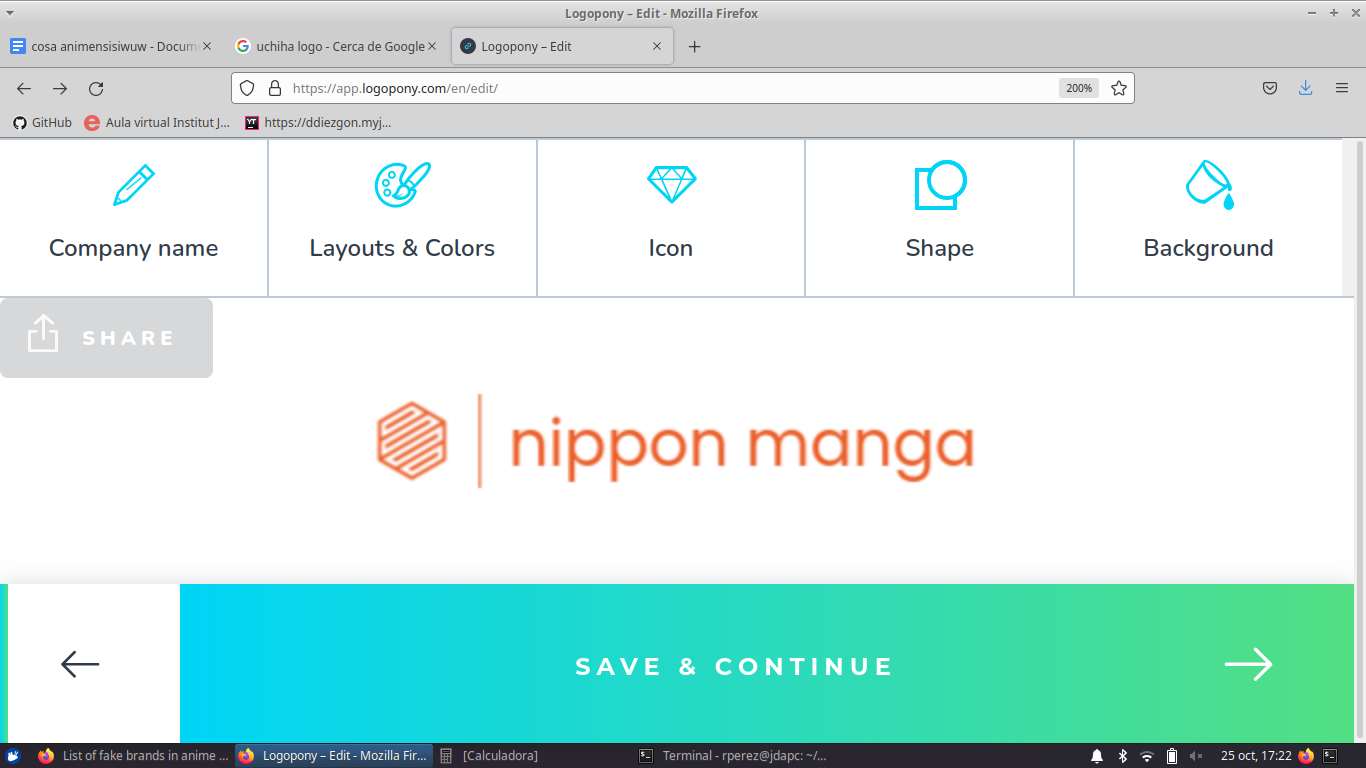 Logopony – Edit - Mozilla Firefox
cosa animensisiwuw - Docum
uchiha logo - Cerca de Google
Logopony – Edit
https://app.logopony.com/en/edit/
200%
GitHub
Aula virtual Institut J...
https://ddiezgon.myj...
Company name
Layouts & Colors
Icon
Shape
Background
SHARE
nippon manga
SAVE & CONTINUE
List of fake brands in anime ...
Logopony – Edit - Mozilla Fir...
[Calculadora]
Terminal - rperez@jdapc: ~/...
25 oct, 17:22